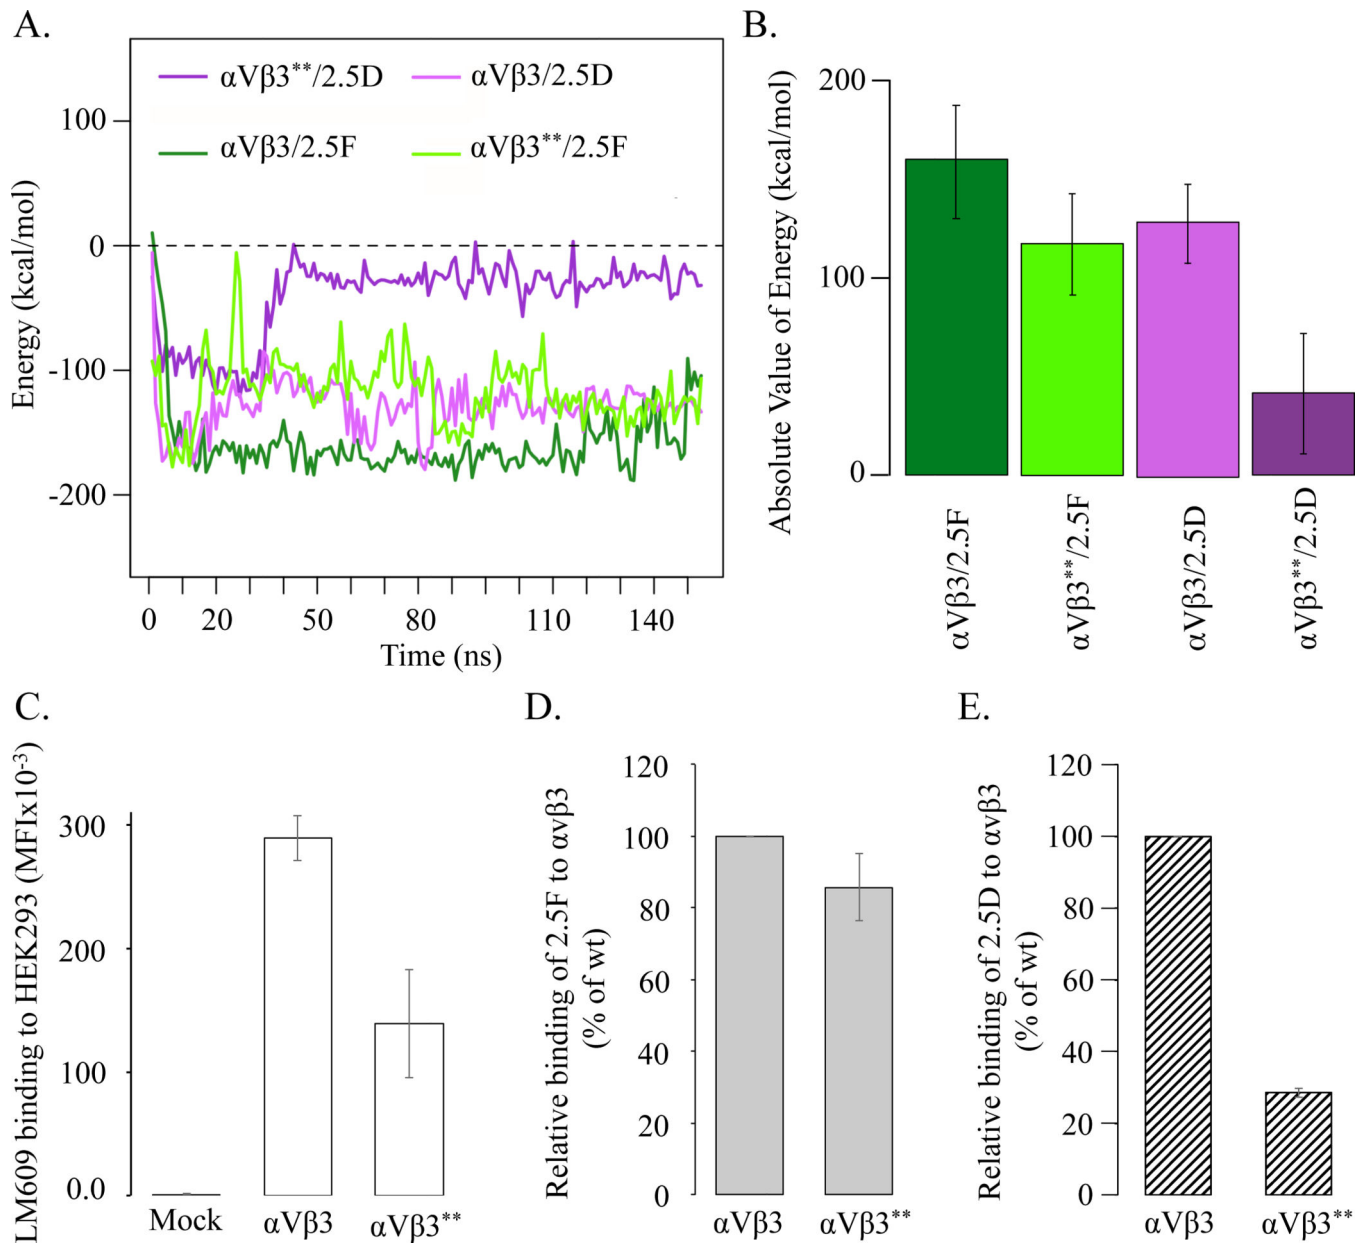 A.
αVβ3**/2.5D
αVβ3/2.5D
αVβ3/2.5F
αVβ3**/2.5F
Energy (kcal/mol)
100
0
-100
-200
0 20 50 80 110 140
Time (ns)
B.
Absolute Value of Energy (kcal/mol)
200
100
0
αVβ3/2.5F
αVβ3**/2.5F
αVβ3/2.5D
αVβ3**/2.5D
C.
LM609 binding to HEK293 (MFIx10-3)
300
200
100
0.0
Mock αVβ3 αVβ3**
D.
Relative binding of 2.5F to αvβ3
(% of wt)
120
100
80
60
40
20
0
αVβ3 αVβ3**
E.
Relative binding of 2.5D to αvβ3
(% of wt)
120
100
80
60
40
20
0
αVβ3 αVβ3**